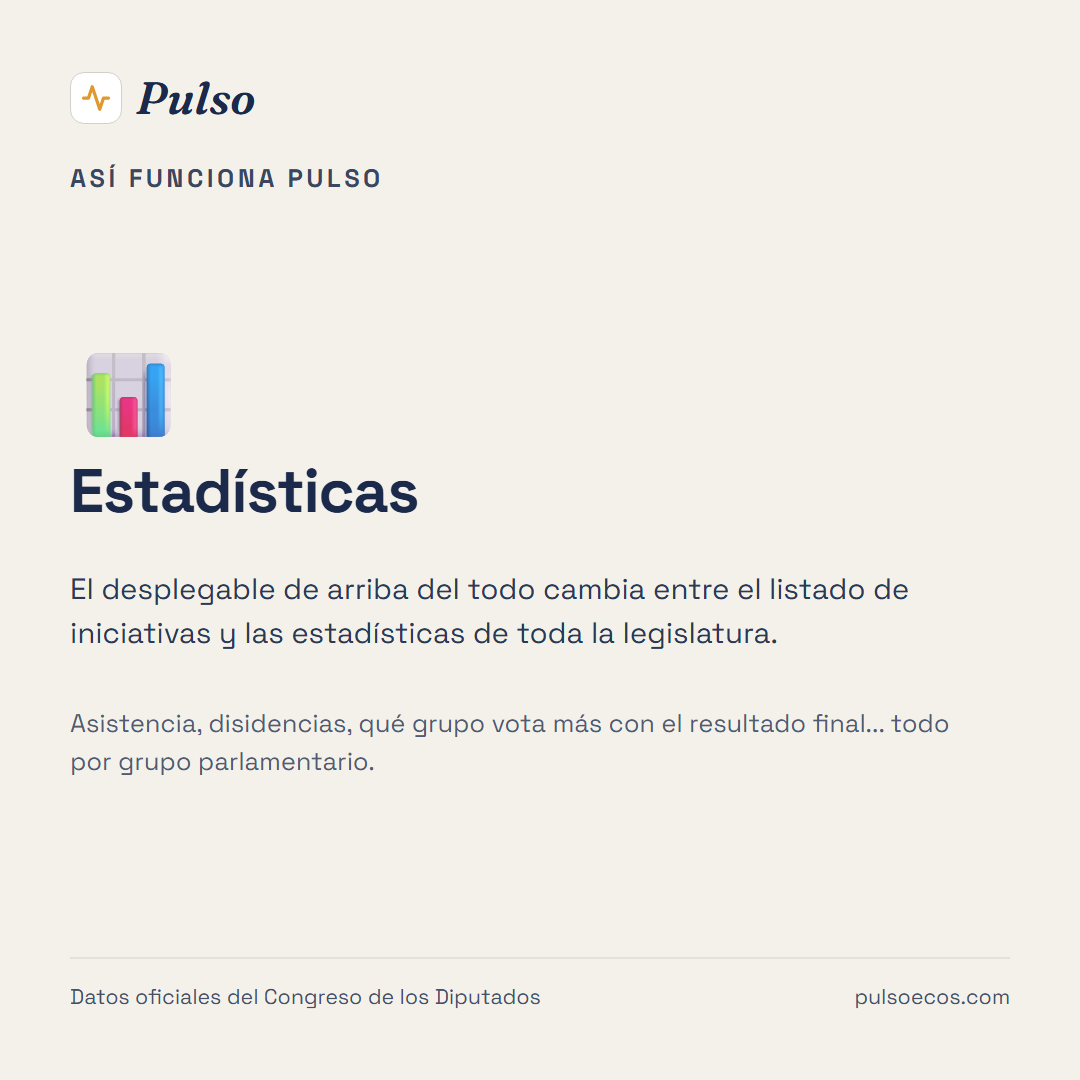 Pulso
ASÍ FUNCIONA PULSO
Estadísticas
El desplegable de arriba del todo cambia entre el listado de
iniciativas y las estadísticas de toda la legislatura.
Asistencia, disidencias, qué grupo vota más con el resultado final... todo
por grupo parlamentario.
Datos oficiales del Congreso de los Diputados
pulsoecos.com